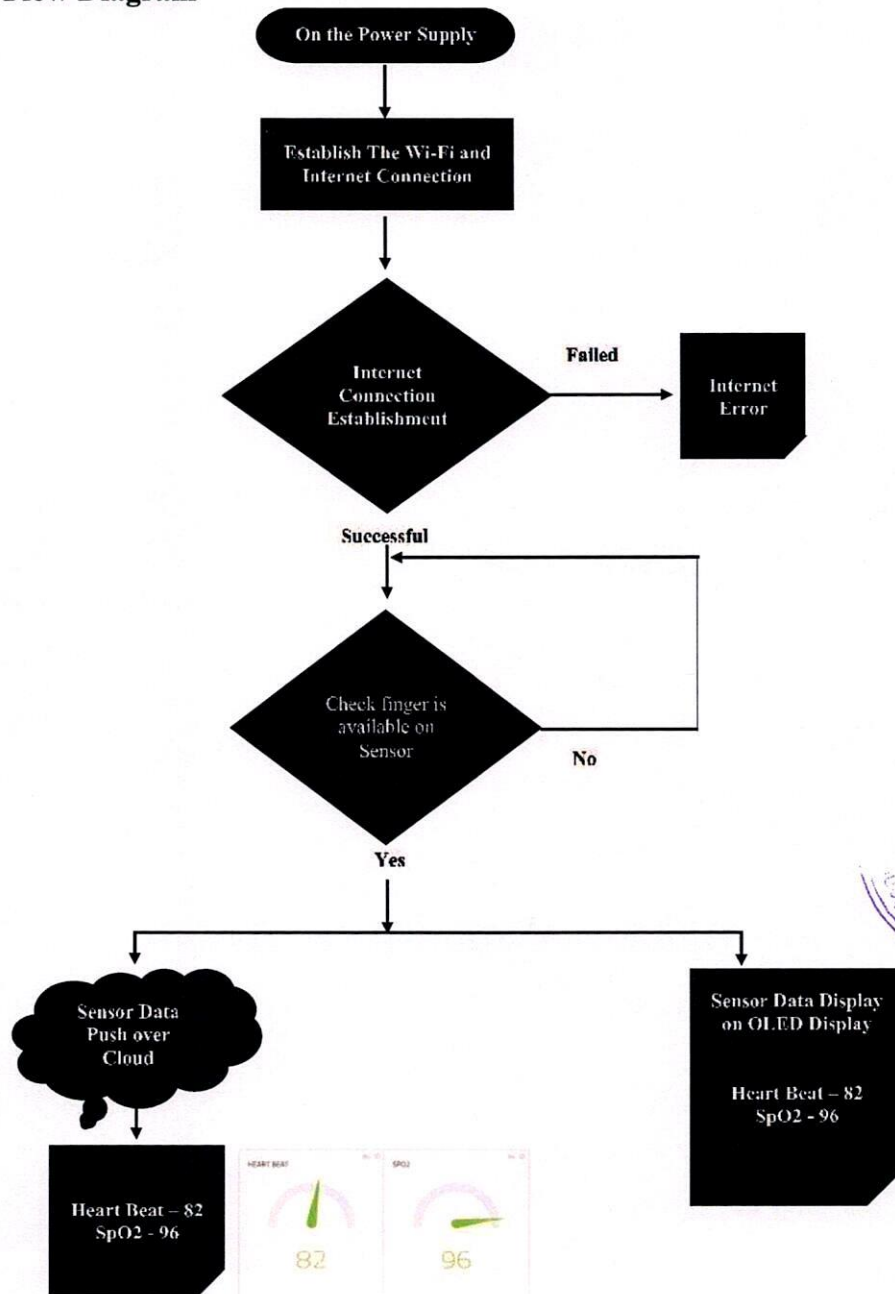 On the Power Supply
Establish The Wi-Fi and
Internet Connection
Internet
Connection
Establishment
Failed
Internet
Error
Successful
Check finger is
available on
Sensor
No
Yes
Sensor Data
Push over
Cloud
Sensor Data Display
on OLED Display
Heart Beat – 82
SpO2 - 96
Heart Beat – 82
SpO2 - 96
HEART BEAT
82
SPO2
96